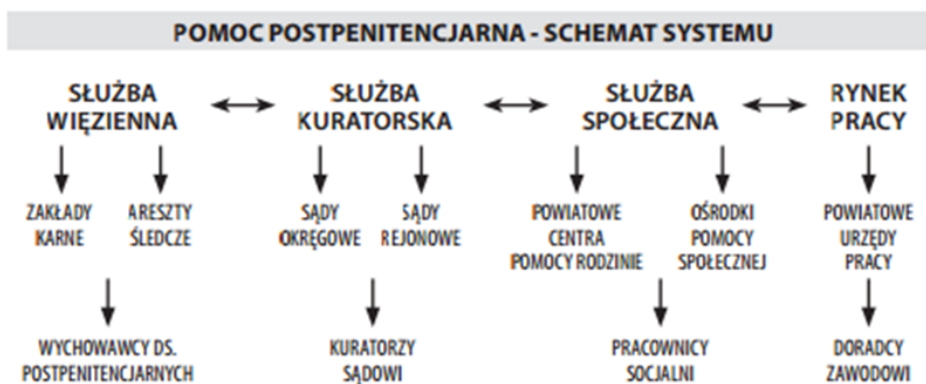 POMOC POSTPENITENCJARNA - SCHEMAT SYSTEMU
SŁUŻBA
WIĘZIENNA
SŁUŻBA
KURATORSKA
SŁUŻBA
SPOŁECZNA
RYNEK
PRACY
ZAKŁADY
KARNE
ARESZTY
ŚLEDCZE
SĄDY
OKRĘGOWE
SĄDY
REJONOWE
POWIATOWE
CENTRA
POMOCY RODZINIE
OŚRODKI
POMOCY
SPOŁECZNEJ
POWIATOWE
URZĘDY
PRACY
WYCHOWAWCY DS.
POSTPENITENCJARNYCH
KURATORZY
SĄDOWI
PRACOWNICY
SOCJALNI
DORADCY
ZAWODOWI